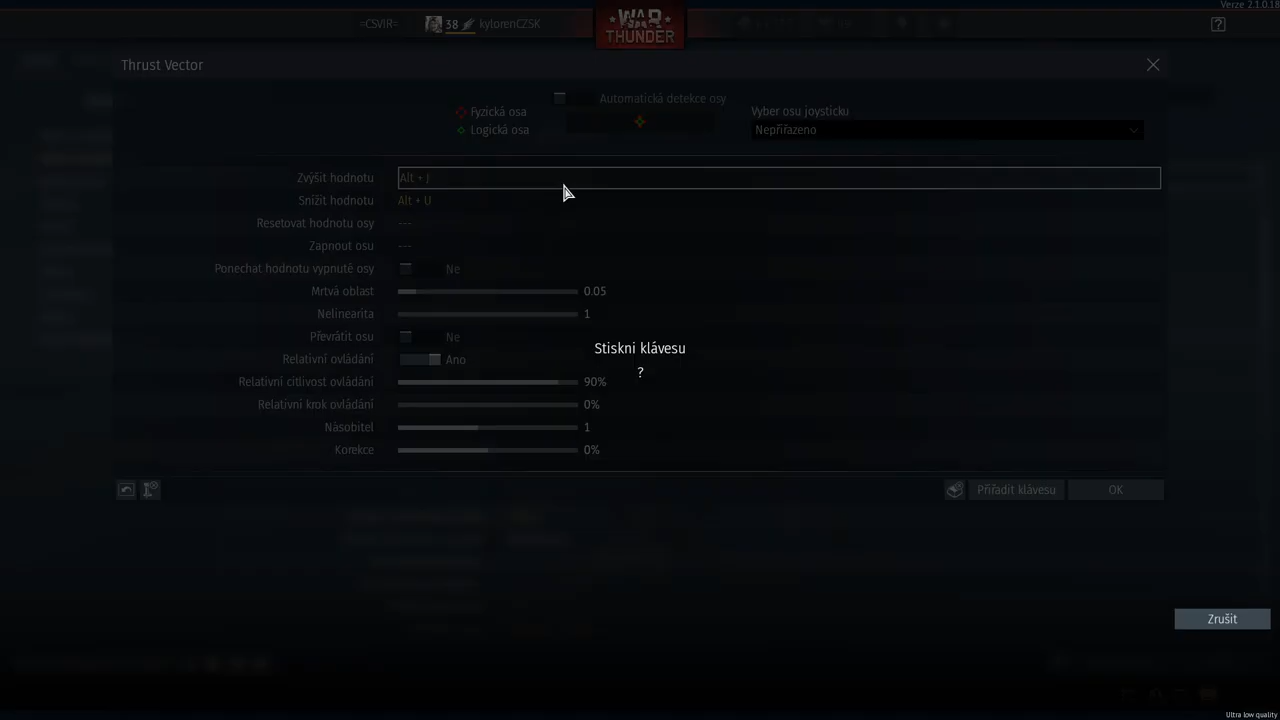 Verze 2.1.0.18
=CSVIR= 38 kylorenCZSK
WAR THUNDER
Thrust Vector
Automatická detekce osy
Fyzická osa
Logická osa
Vyber osu joysticku
Nepřiřazeno
Zvýšit hodnotu Alt + J
Snížit hodnotu Alt + U
Resetovat hodnotu osy ---
Zapnout osu ---
Ponechat hodnotu vypnuté osy Ne
Mrtvá oblast 0.05
Nelinearita 1
Převrátit osu Ne
Relativní ovládání Ano
Stiskni klávesu
?
Relativní citlivost ovládání 90%
Relativní krok ovládání 0%
Násobitel 1
Korekce 0%
Přiřadit klávesu OK
Zrušit
Ultra low quality